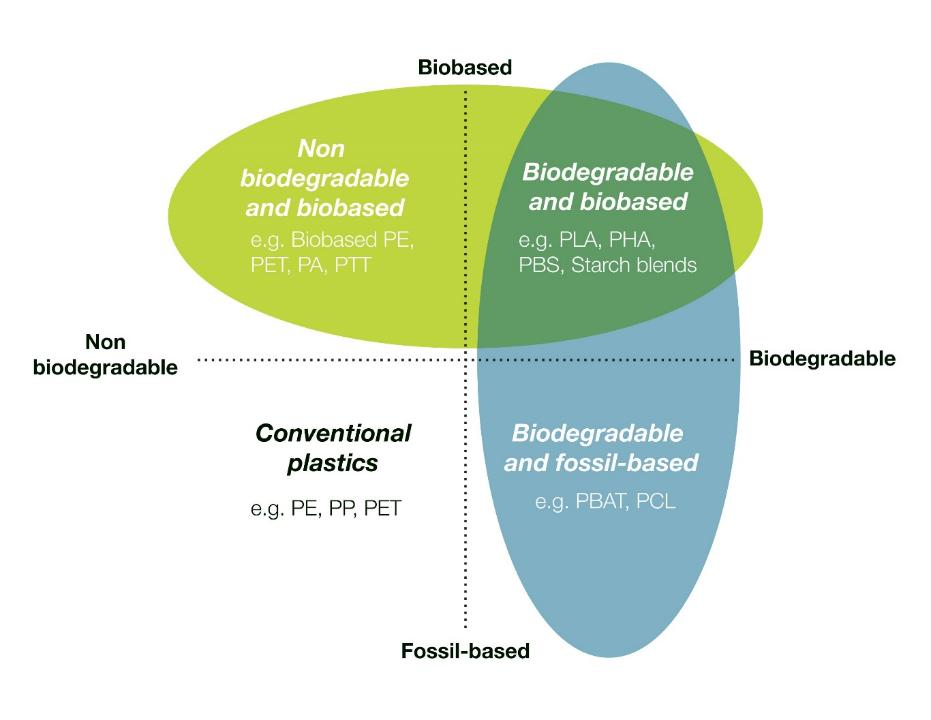 Biobased
Non
biodegradable
and biobased
e.g. Biobased PE,
PET, PA, PTT
Biodegradable
and biobased
e.g. PLA, PHA,
PBS, Starch blends
Non
biodegradable
Biodegradable
Conventional
plastics
e.g. PE, PP, PET
Biodegradable
and fossil-based
e.g. PBAT, PCL
Fossil-based